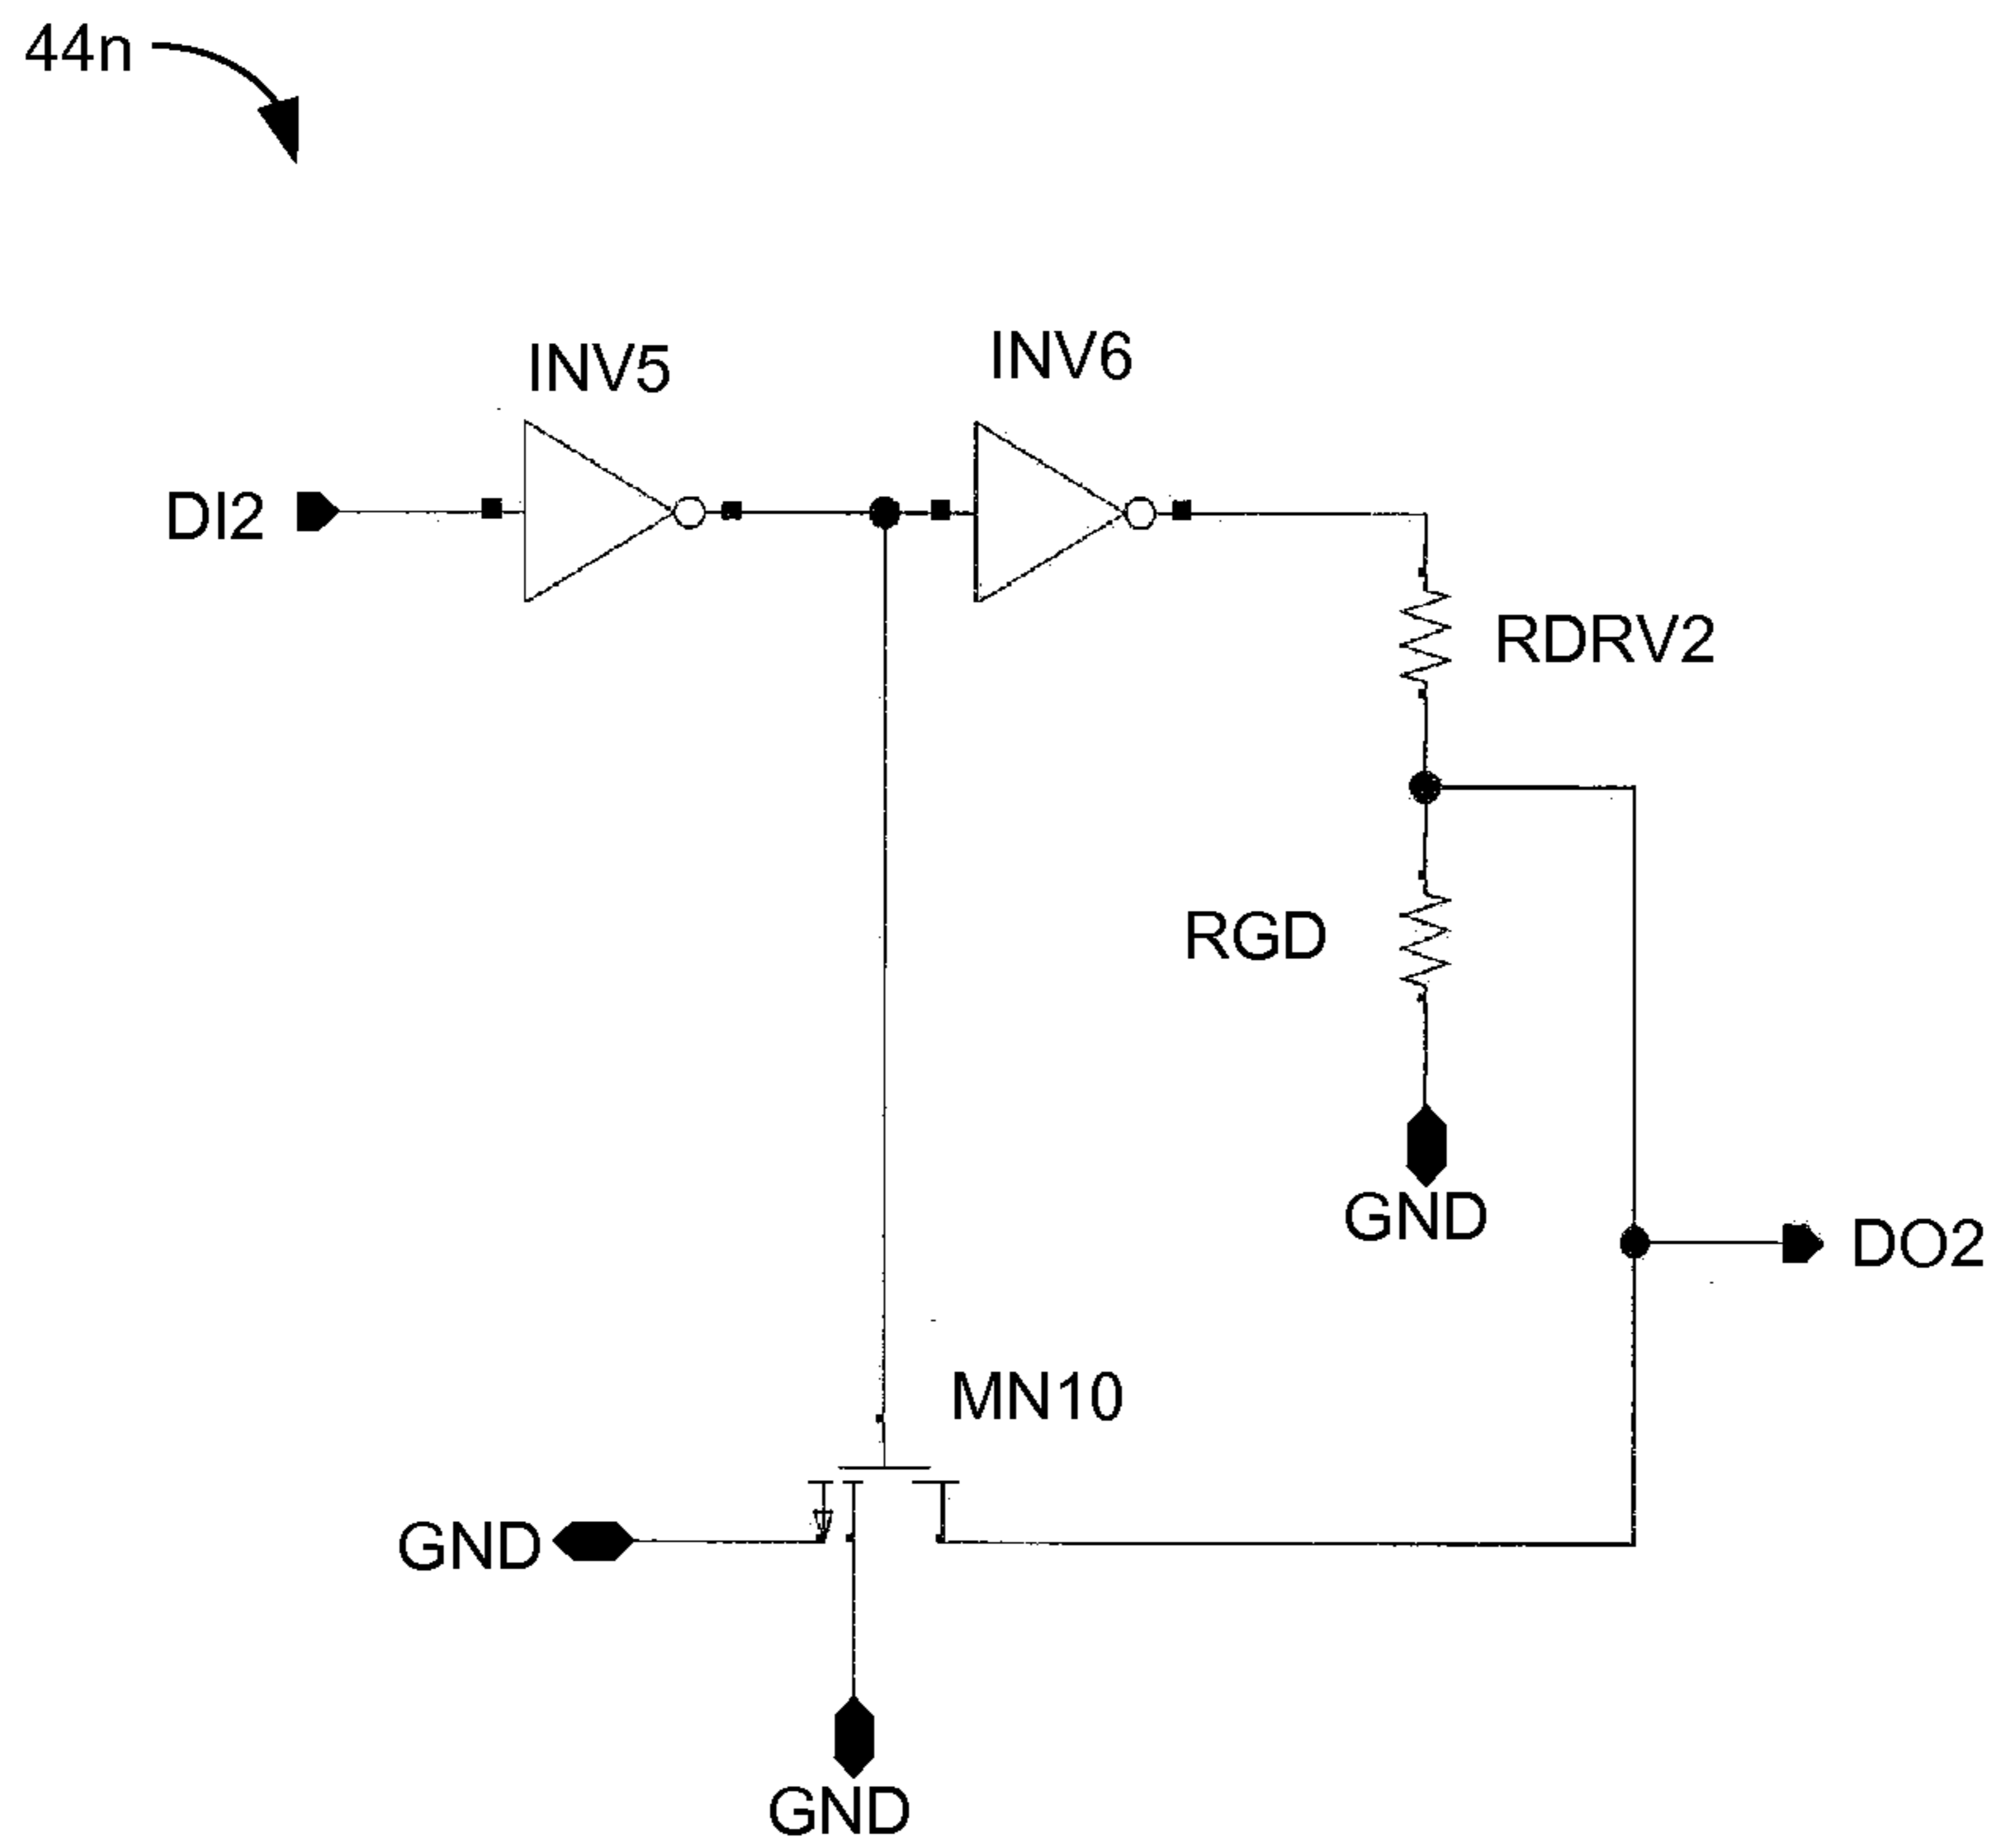 44n
INV5
INV6
DI2
RDRV2
RGD
GND
DO2
MN10
GND
GND